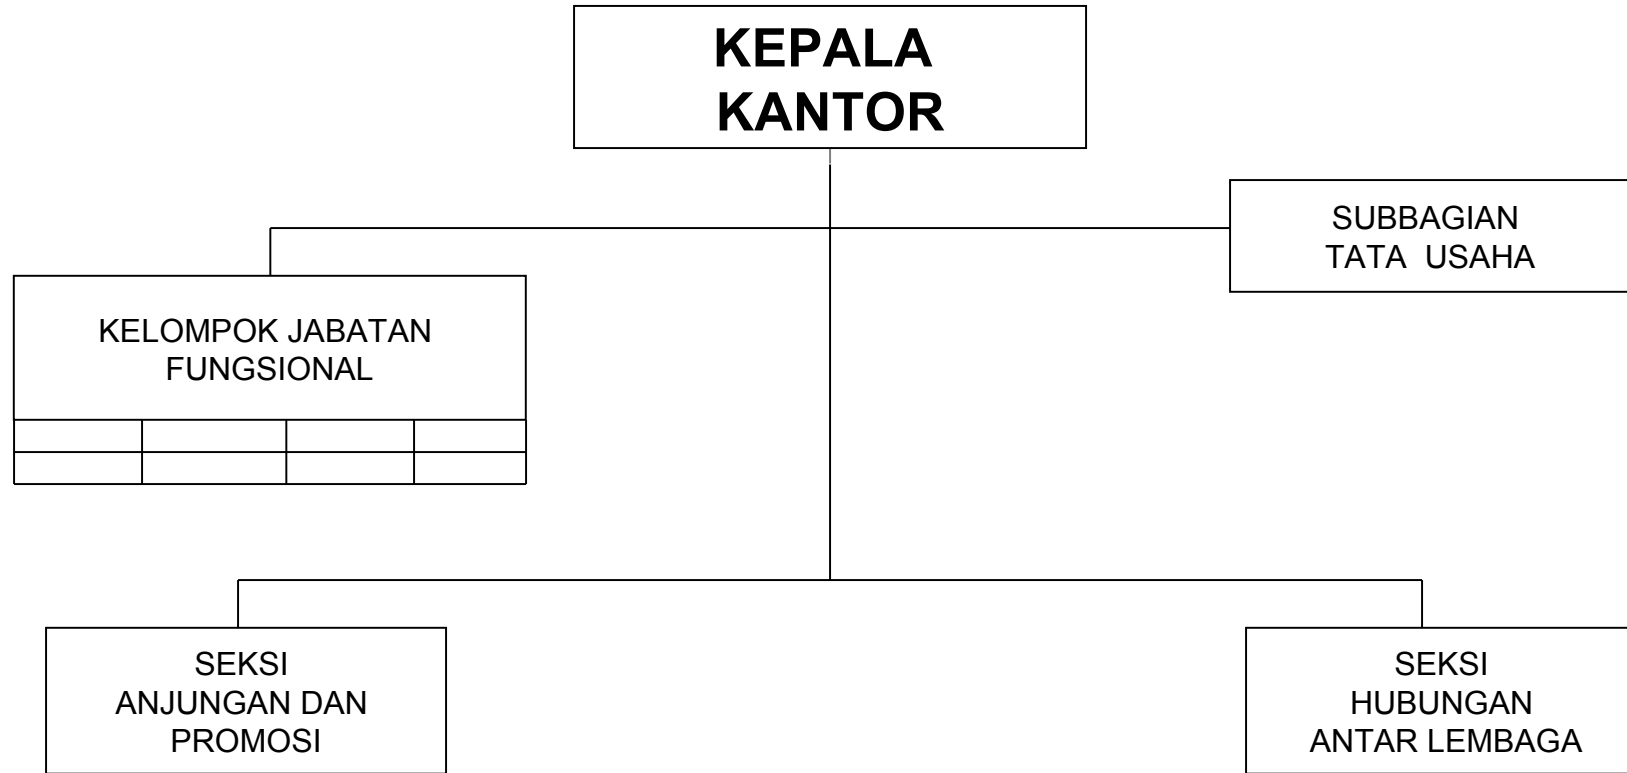 KEPALA
KANTOR
SUBBAGIAN
TATA USAHA
KELOMPOK JABATAN
FUNGSIONAL
SEKSI
ANJUNGAN DAN
PROMOSI
SEKSI
HUBUNGAN
ANTAR LEMBAGA